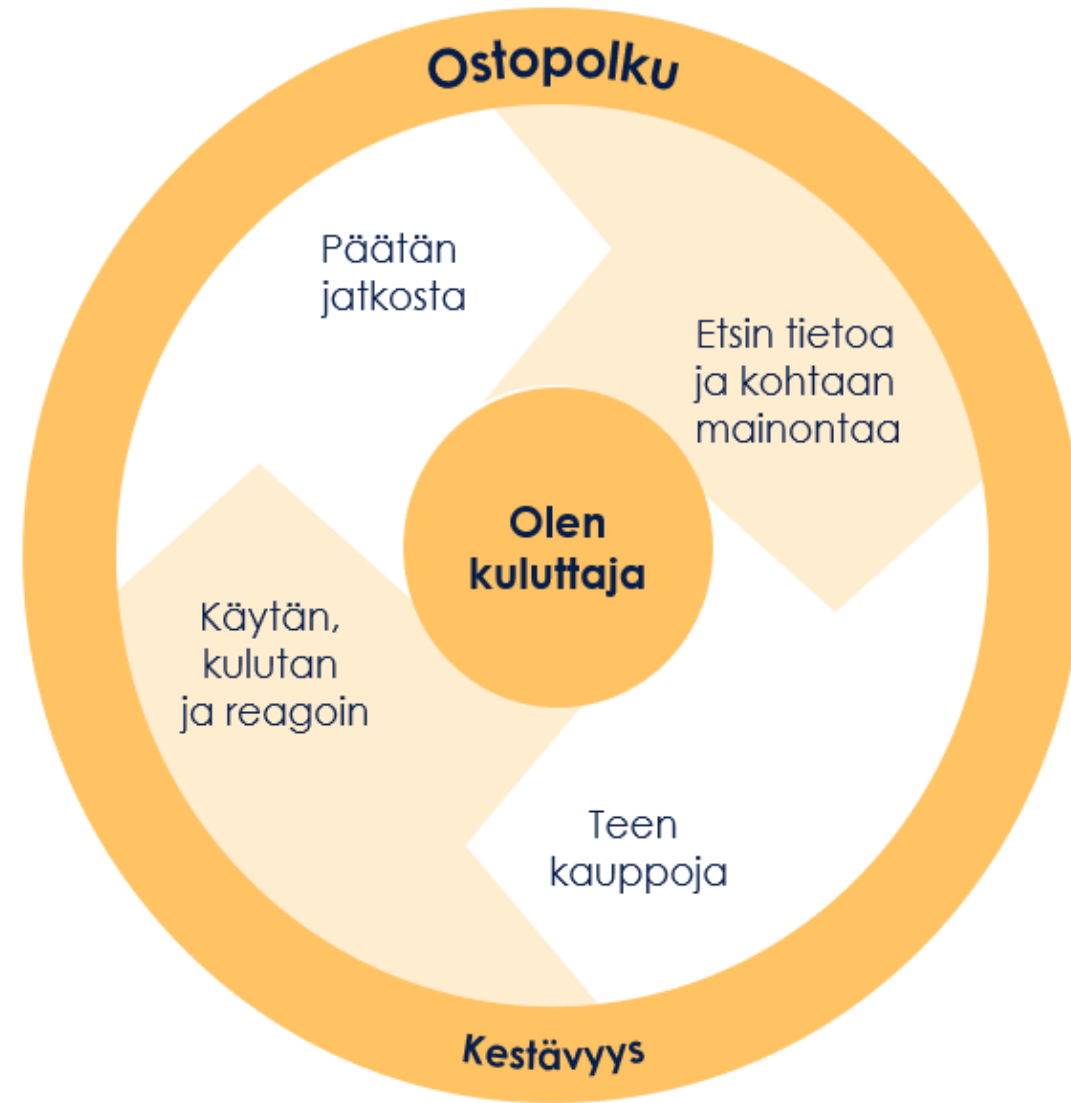 Ostopolku
Päätän
jatkosta
Etsin tietoa
ja kohtaan
mainontaa
Olen
kuluttaja
Käytän,
kulutan
ja reagoin
Teen
kauppoja
Kestävyys